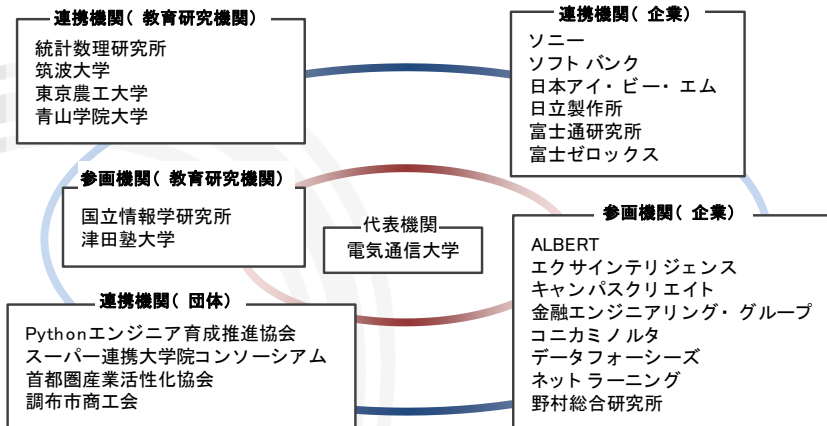 連携機関(教育研究機関)
統計数理研究所
筑波大学
東京農工大学
青山学院大学
連携機関(企業)
ソニー
ソフトバンク
日本アイ・ビー・エム
日立製作所
富士通研究所
富士ゼロックス
参画機関(教育研究機関)
国立情報学研究所
津田塾大学
代表機関
電気通信大学
参画機関(企業)
ALBERT
エクサインテリジェンス
キャンパスクリエイト
金融エンジニアリング・グループ
コニカミノルタ
データフォーシーズ
ネットラーニング
野村総合研究所
連携機関(団体)
Pythonエンジニア育成推進協会
スーパー連携大学院コンソーシアム
首都圏産業活性化協会
調布市商工会